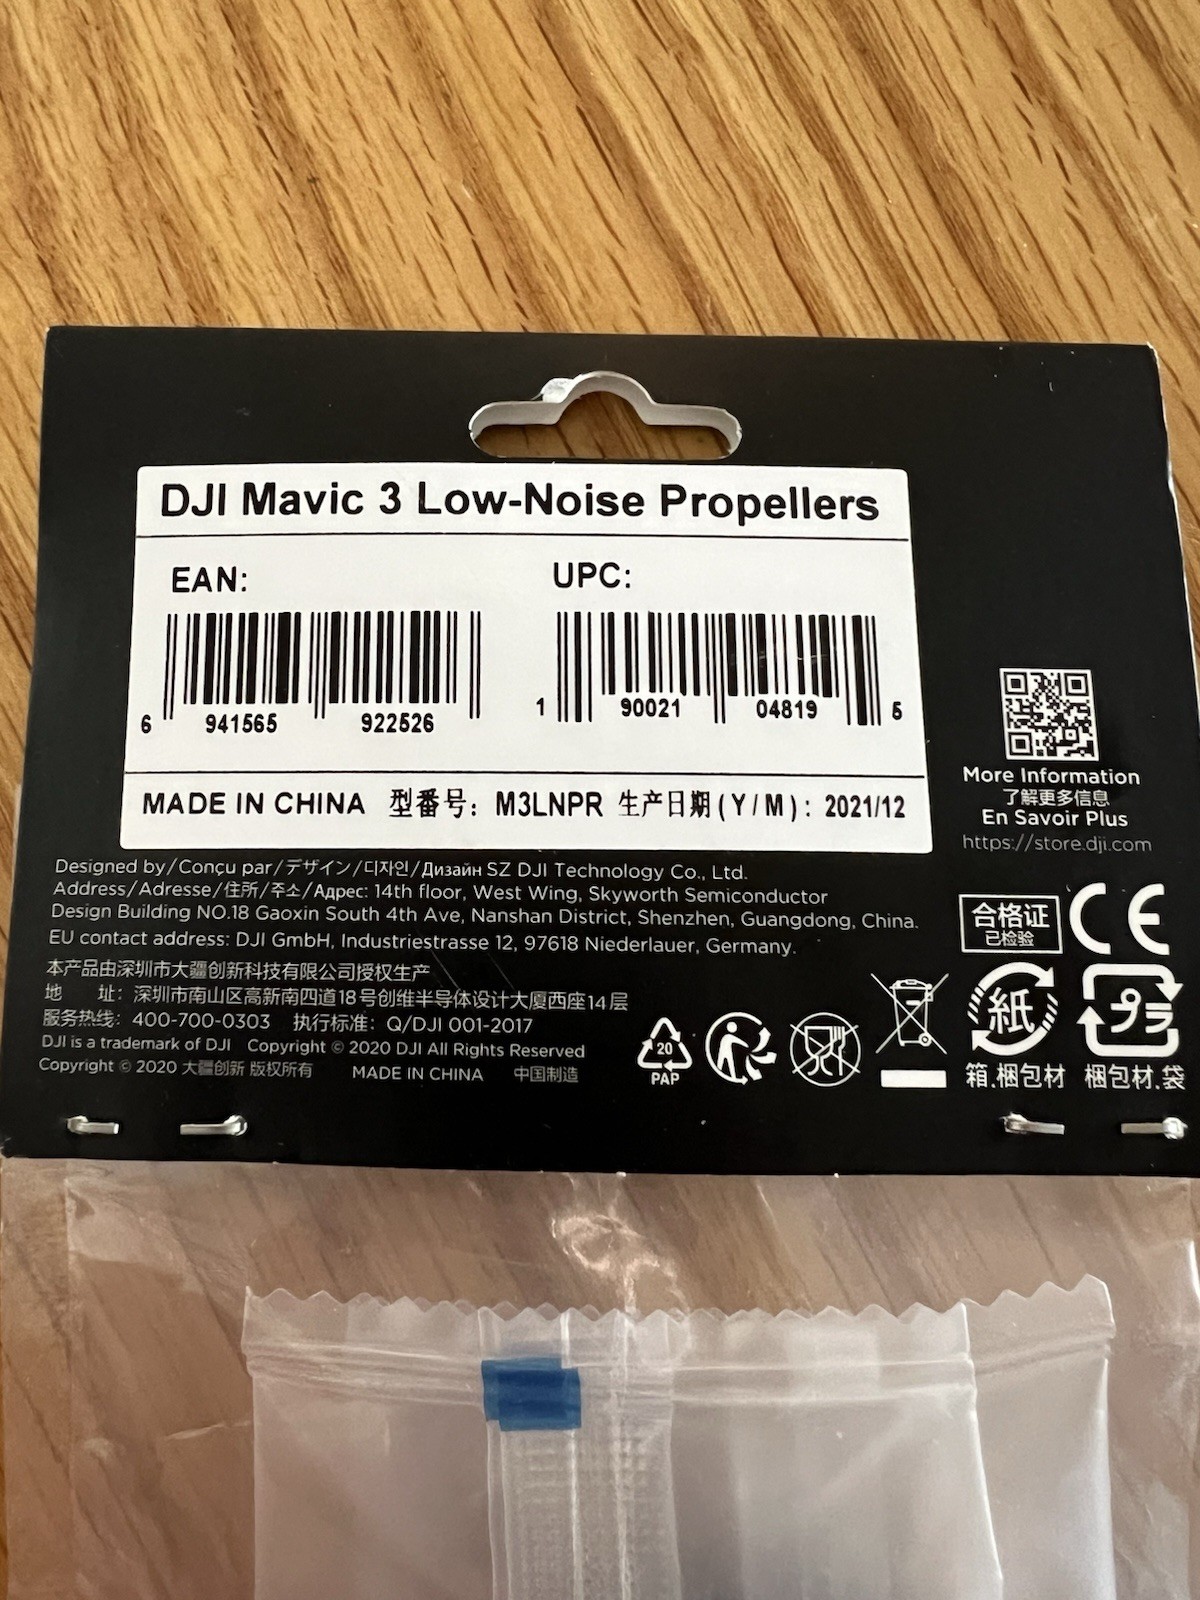 DJI Mavic 3 Low-Noise Propellers
EAN:
UPC:
6 941565 922526
1 90021 04819 5
MADE IN CHINA 型番号: M3LNPR 生产日期(Y/M): 2021/12
More Information
了解更多信息
En Savoir Plus
https://store.dji.com
Designed by/Conçu par/デザイン/디자인/Дизайн SZ DJI Technology Co., Ltd.
Address/Adresse/住所/주소/Адрес: 14th floor, West Wing, Skyworth Semiconductor
Design Building NO.18 Gaoxin South 4th Ave, Nanshan District, Shenzhen, Guangdong, China.
EU contact address: DJI GmbH, Industriestrasse 12, 97618 Niederlauer, Germany.
本产品由深圳市大疆创新科技有限公司授权生产
地 址: 深圳市南山区高新南四道18号创维半导体设计大厦西座14层
服务热线: 400-700-0303 执行标准: Q/DJI 001-2017
DJI is a trademark of DJI Copyright © 2020 DJI All Rights Reserved
Copyright © 2020 大疆创新 版权所有 MADE IN CHINA 中国制造
合格证
已检验
CE
20
PAP
紙
箱.梱包材
プラ
梱包材.袋